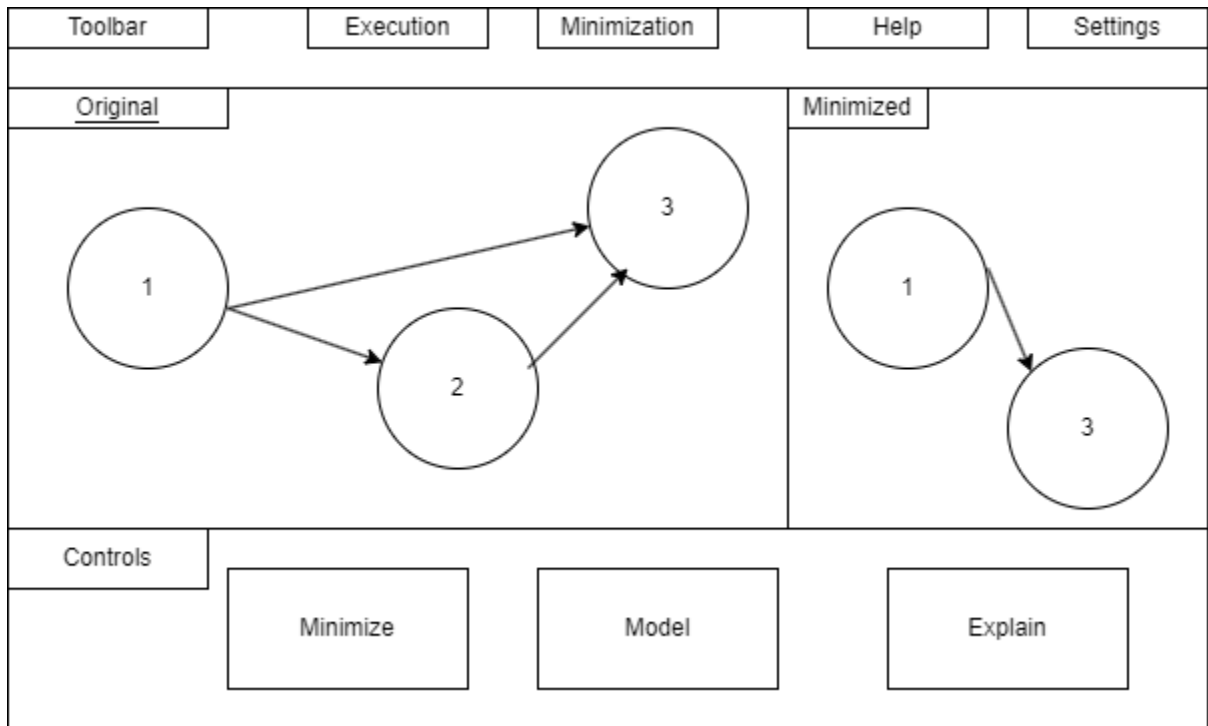 Toolbar
Execution
Minimization
Help
Settings
Original
Minimized
3
1
2
1
3
Controls
Minimize
Model
Explain